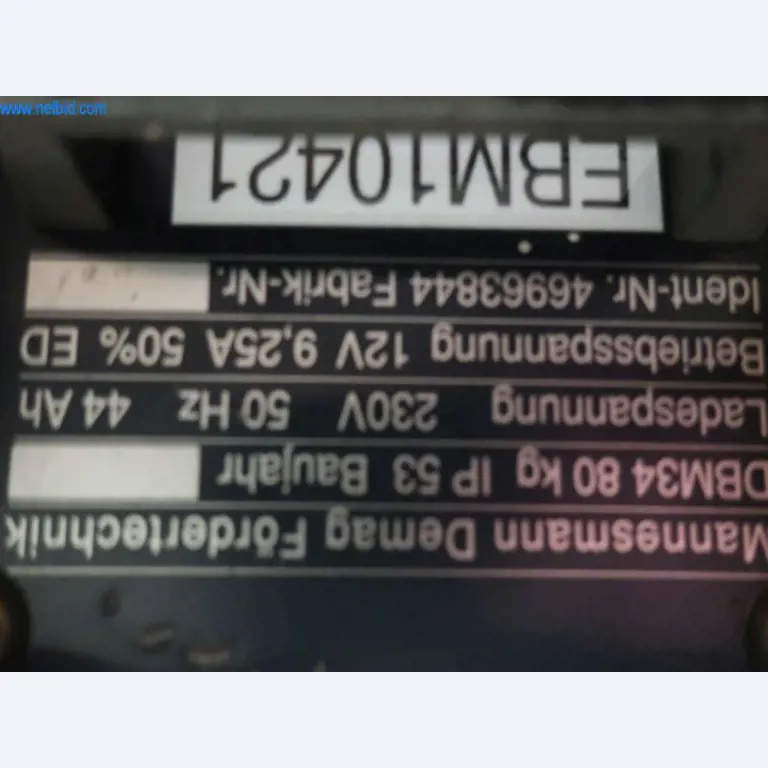 www.netbid.com
Mannesmann Demag Fördertechnik
DBM34 80 kg IP 53 Baujahr
Ladespannung 230V 50 Hz 44 Ah
Betriebsspannung 12V 9,25A 50% ED
Ident-Nr. 46963844 Fabrik-Nr.
EBM10421